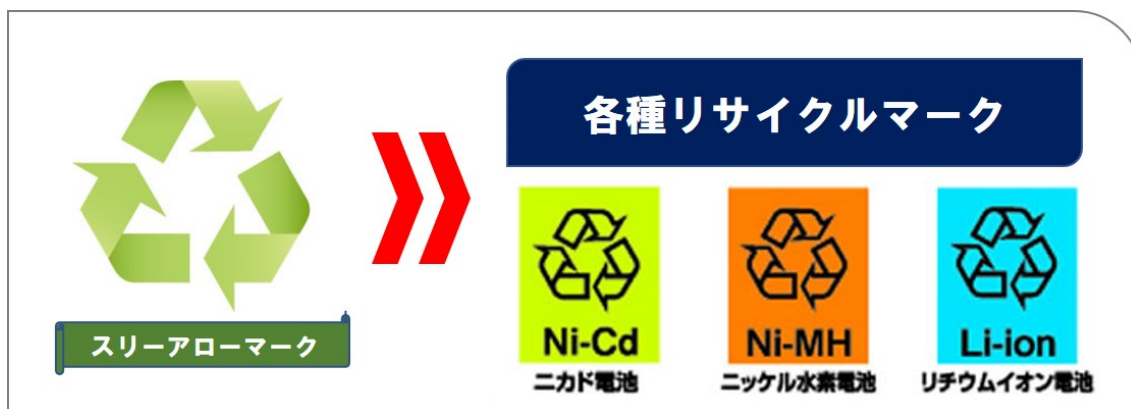 各種リサイクルマーク
スリーアローマーク
Ni-Cd
ニカド電池
Ni-MH
ニッケル水素電池
Li-ion
リチウムイオン電池